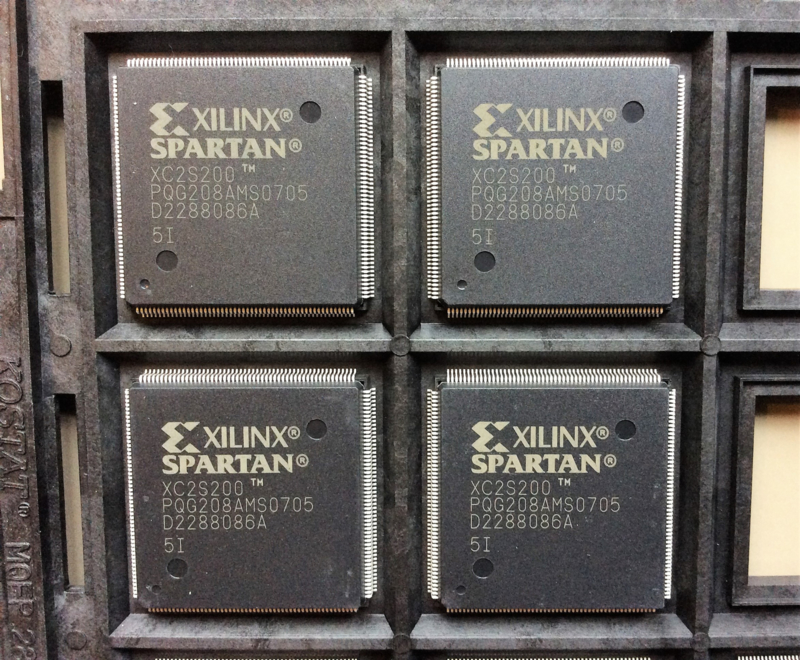 XILINX®
SPARTAN®
XC2S200™
PQG208AMS0705
D2288086A
5I
XILINX®
SPARTAN®
XC2S200™
PQG208AMS0705
D2288086A
5I
XILINX®
SPARTAN®
XC2S200™
PQG208AMS0705
D2288086A
5I
XILINX®
SPARTAN®
XC2S200™
PQG208AMS0705
D2288086A
5I
KOSTAT®